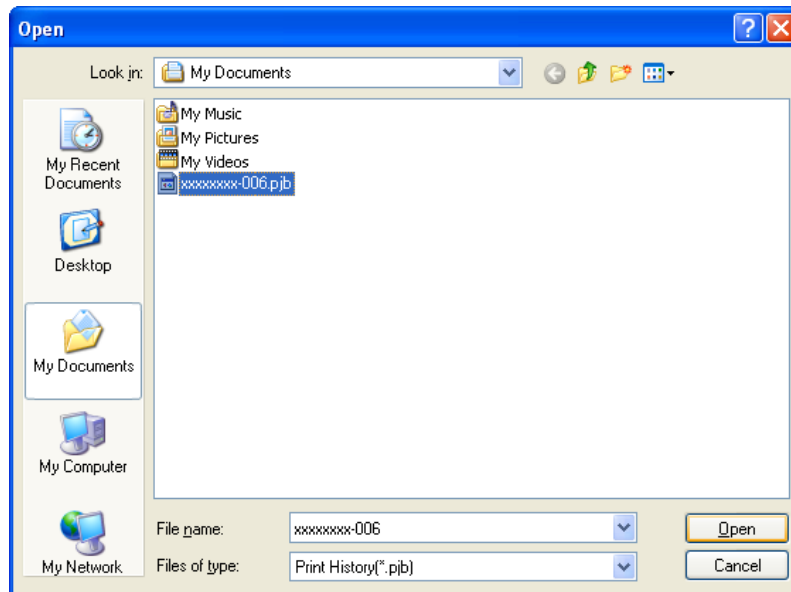 Open
Look in: My Documents
My Recent
Documents
Desktop
My Documents
My Computer
My Network
My Music
My Pictures
My Videos
xxxxxxxx-006.pjb
File name: xxxxxxxx-006 Open
Files of type: Print History(*.pjb) Cancel